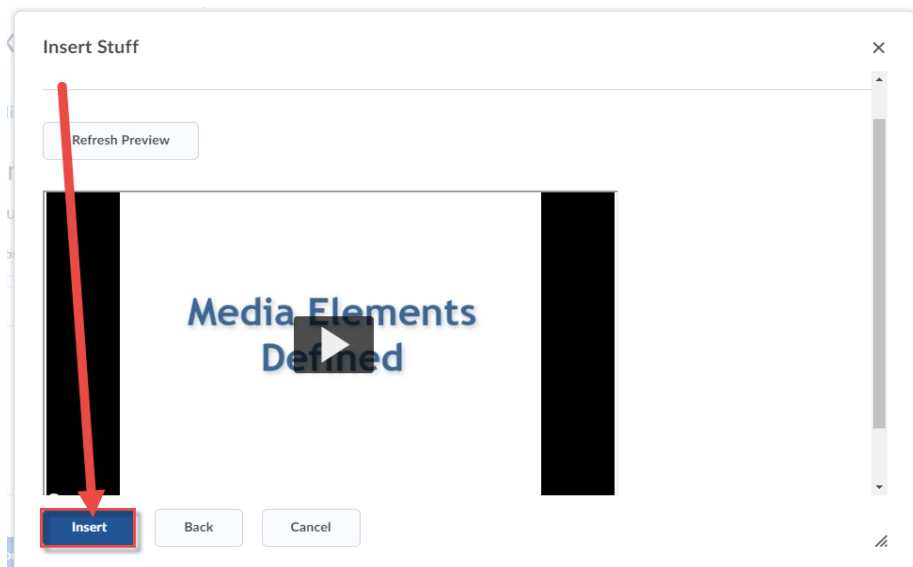 Insert Stuff
Refresh Preview
Media Elements
Defined
Insert
Back
Cancel